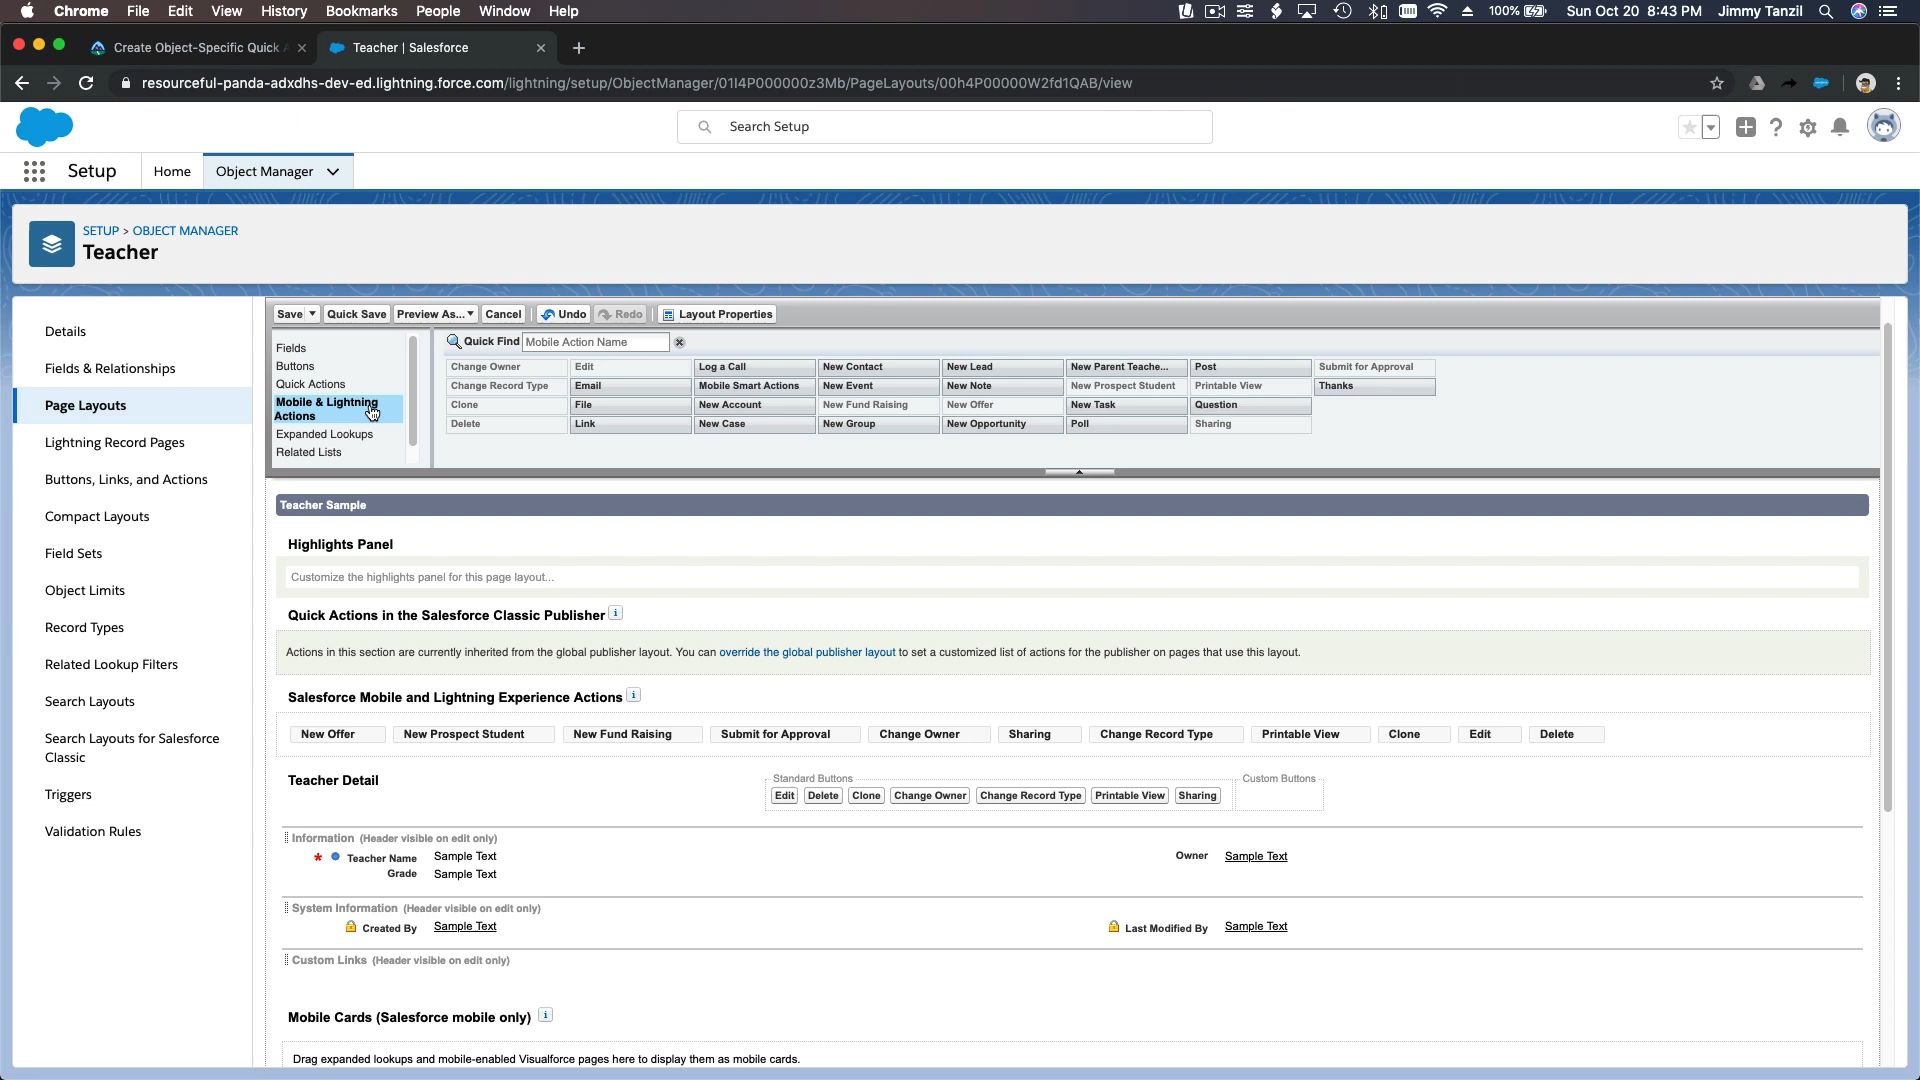 Chrome File Edit View History Bookmarks People Window Help 100% Sun Oct 20 8:43 PM Jimmy Tanzil
Create Object-Specific Quick A Teacher | Salesforce
resourceful-panda-adxdhs-dev-ed.lightning.force.com/lightning/setup/ObjectManager/01I4P000000z3Mb/PageLayouts/00h4P00000W2fd1QAB/view
Search Setup
Setup Home Object Manager
SETUP > OBJECT MANAGER
Teacher
Details
Fields & Relationships
Page Layouts
Lightning Record Pages
Buttons, Links, and Actions
Compact Layouts
Field Sets
Object Limits
Record Types
Related Lookup Filters
Search Layouts
Search Layouts for Salesforce
Classic
Triggers
Validation Rules
Save Quick Save Preview As... Cancel Undo Redo Layout Properties
Fields
Buttons
Quick Actions
Mobile & Lightning
Actions
Expanded Lookups
Related Lists
Quick Find Mobile Action Name
Change Owner Edit Log a Call New Contact New Lead New Parent Teache... Post Submit for Approval
Change Record Type Email Mobile Smart Actions New Event New Note New Prospect Student Printable View Thanks
Clone File New Account New Fund Raising New Offer New Task Question
Delete Link New Case New Group New Opportunity Poll Sharing
Teacher Sample
Highlights Panel
Customize the highlights panel for this page layout...
Quick Actions in the Salesforce Classic Publisher i
Actions in this section are currently inherited from the global publisher layout. You can override the global publisher layout to set a customized list of actions for the publisher on pages that use this layout.
Salesforce Mobile and Lightning Experience Actions i
New Offer New Prospect Student New Fund Raising Submit for Approval Change Owner Sharing Change Record Type Printable View Clone Edit Delete
Teacher Detail
Standard Buttons Custom Buttons
Edit Delete Clone Change Owner Change Record Type Printable View Sharing
Information (Header visible on edit only)
* Teacher Name Sample Text Owner Sample Text
Grade Sample Text
System Information (Header visible on edit only)
Created By Sample Text Last Modified By Sample Text
Custom Links (Header visible on edit only)
Mobile Cards (Salesforce mobile only) i
Drag expanded lookups and mobile-enabled Visualforce pages here to display them as mobile cards.